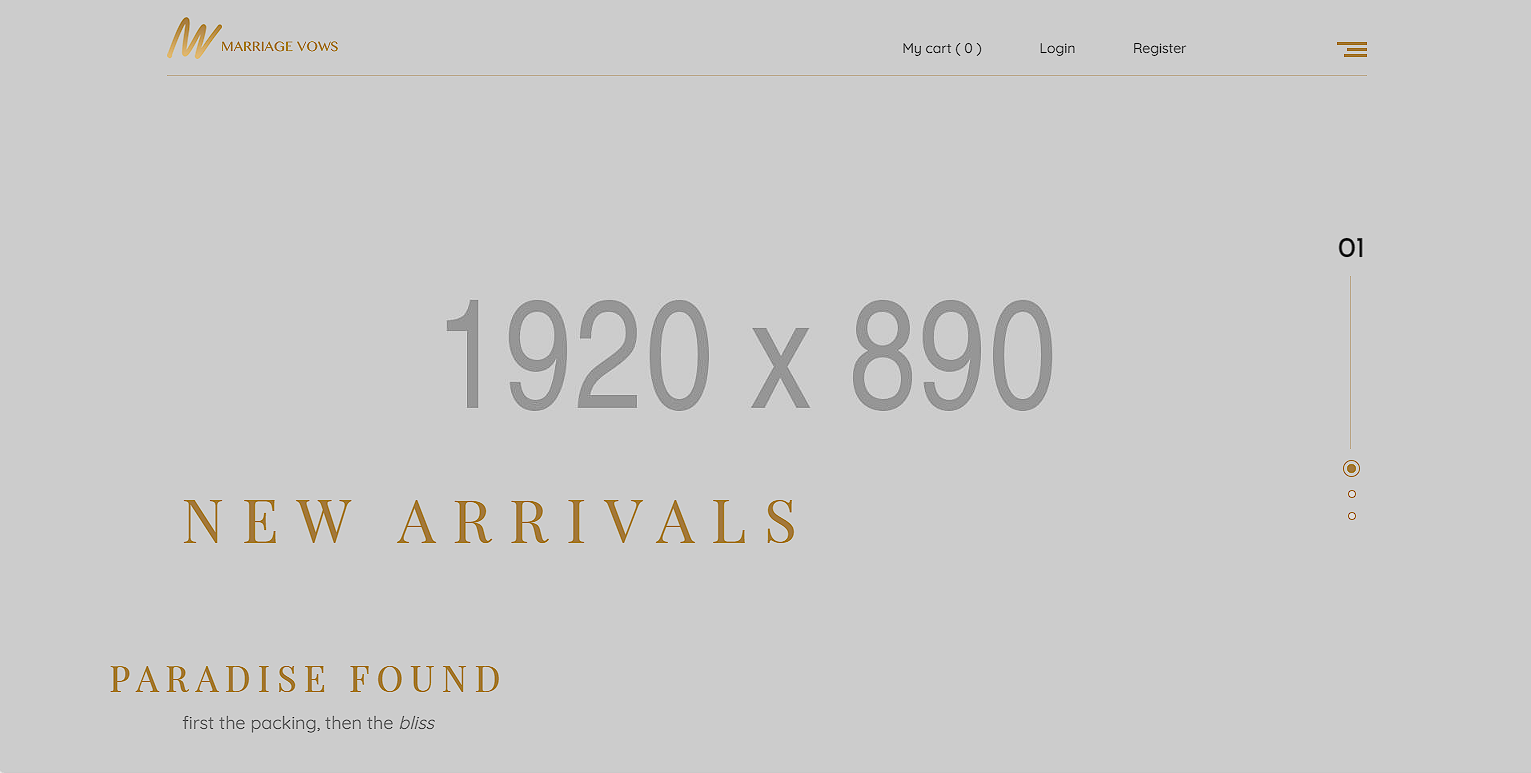 MARRIAGE VOWS
My cart ( 0 )
Login
Register
01
1920 x 890
NEW ARRIVALS
PARADISE FOUND
first the packing, then the bliss